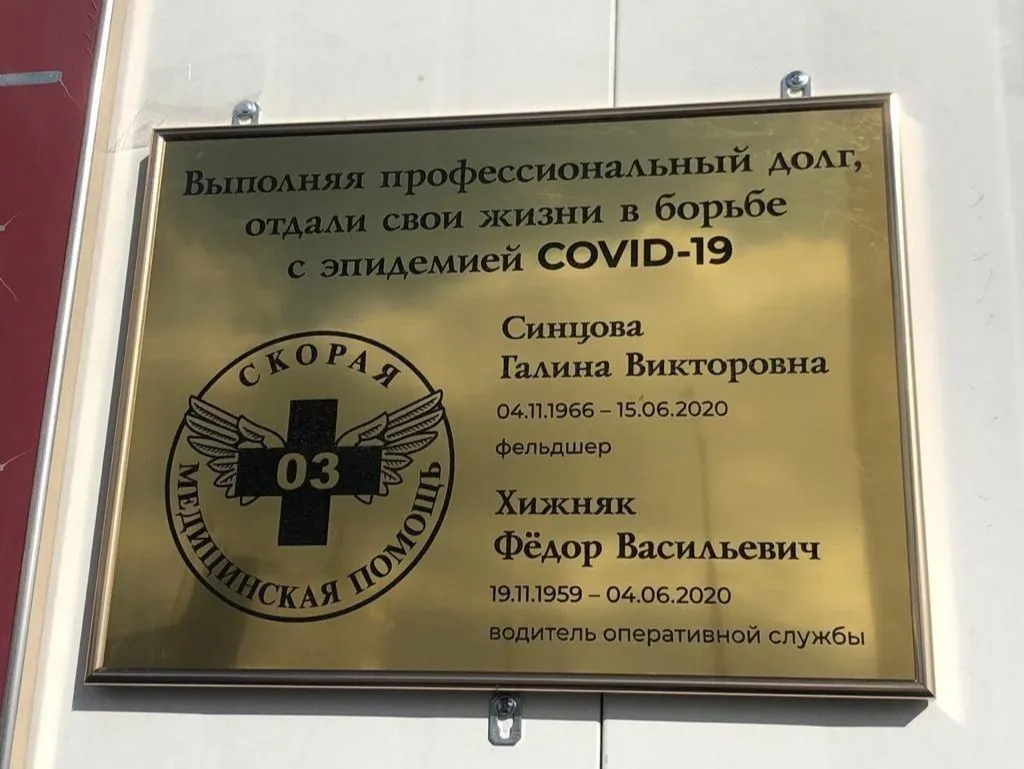 Выполняя профессиональный долг,
отдали свои жизни в борьбе
с эпидемией COVID-19
СКОРАЯ
03
МЕДИЦИНСКАЯ ПОМОЩЬ
Синцова
Галина Викторовна
04.11.1966 – 15.06.2020
фельдшер
Хижняк
Фёдор Васильевич
19.11.1959 – 04.06.2020
водитель оперативной службы